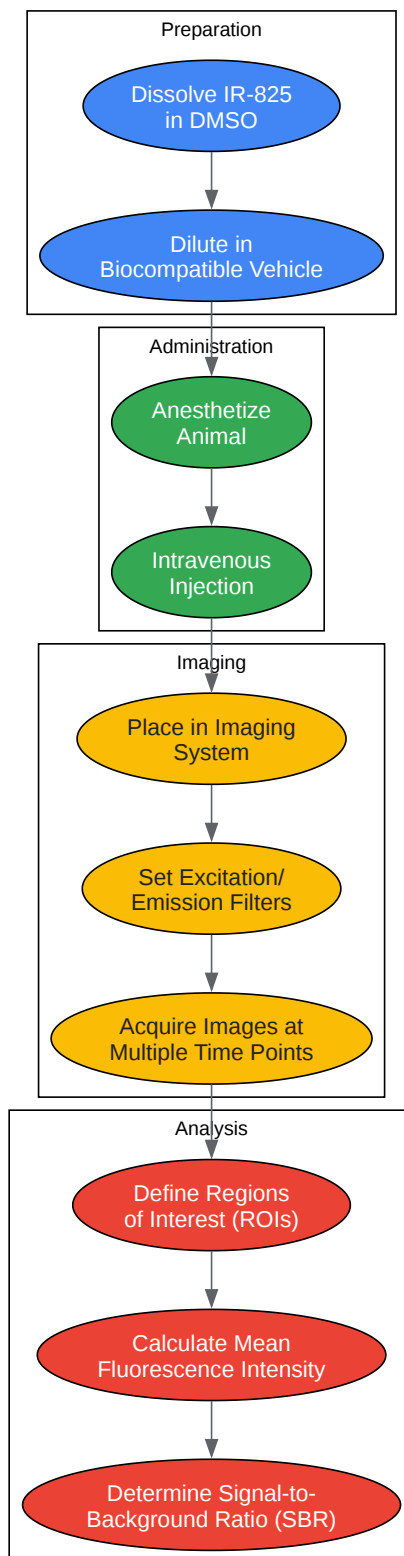 Preparation
Dissolve IR-825
in DMSO
Dilute in
Biocompatible Vehicle
Administration
Anesthetize
Animal
Intravenous
Injection
Imaging
Place in Imaging
System
Set Excitation/
Emission Filters
Acquire Images at
Multiple Time Points
Analysis
Define Regions
of Interest (ROIs)
Calculate Mean
Fluorescence Intensity
Determine Signal-to-
Background Ratio (SBR)